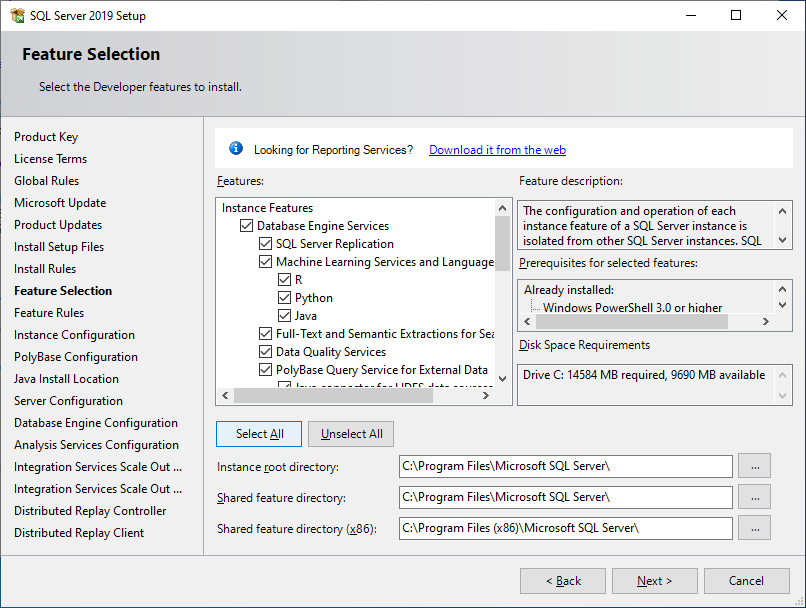 SQL Server 2019 Setup
Feature Selection
Select the Developer features to install.
Product Key
License Terms
Global Rules
Microsoft Update
Product Updates
Install Setup Files
Install Rules
Feature Selection
Feature Rules
Instance Configuration
PolyBase Configuration
Java Install Location
Server Configuration
Database Engine Configuration
Analysis Services Configuration
Integration Services Scale Out ...
Integration Services Scale Out ...
Distributed Replay Controller
Distributed Replay Client
Looking for Reporting Services? Download it from the web
Features:
Instance Features
Database Engine Services
SQL Server Replication
Machine Learning Services and Language
R
Python
Java
Full-Text and Semantic Extractions for Sea
Data Quality Services
PolyBase Query Service for External Data
Java connector for HDFS data sources
Feature description:
The configuration and operation of each
instance feature of a SQL Server instance is
isolated from other SQL Server instances. SQL
Prerequisites for selected features:
Already installed:
Windows PowerShell 3.0 or higher
Disk Space Requirements
Drive C: 14584 MB required, 9690 MB available
Select All
Unselect All
Instance root directory: C:\Program Files\Microsoft SQL Server\ ...
Shared feature directory: C:\Program Files\Microsoft SQL Server\ ...
Shared feature directory (x86): C:\Program Files (x86)\Microsoft SQL Server\ ...
< Back
Next >
Cancel